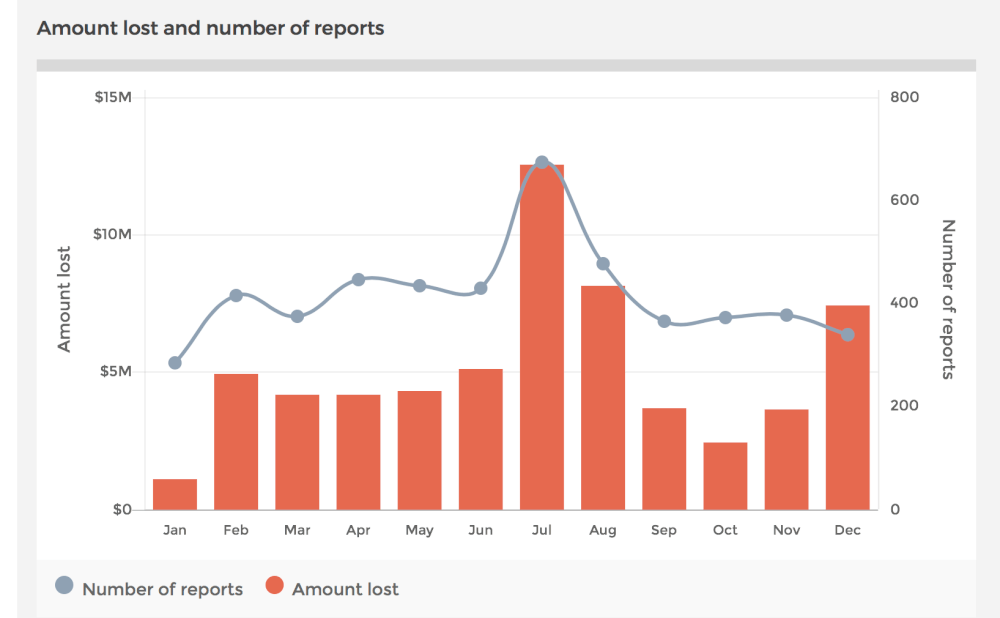 Amount lost and number of reports
$15M
$10M
$5M
$0
Amount lost
800
600
400
200
0
Number of reports
Jan Feb Mar Apr May Jun Jul Aug Sep Oct Nov Dec
Number of reports Amount lost